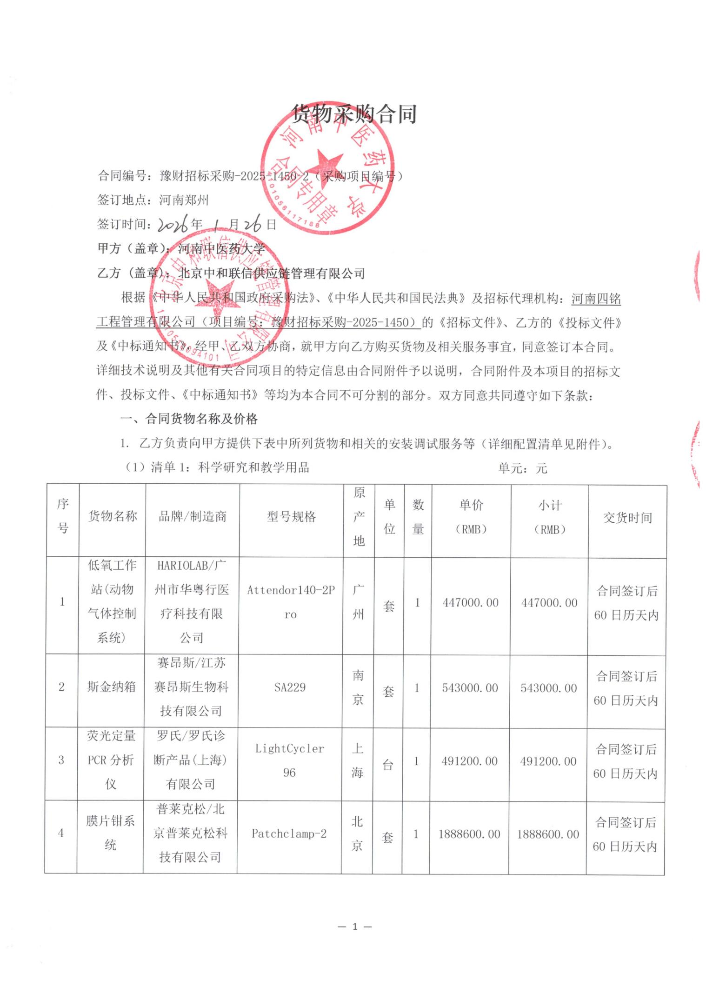 货物采购合同
合同编号：豫财招标采购-2025-1450-2（采购项目编号）
签订地点：河南郑州
签订时间：2026年 1 月 26 日
甲方（盖章）：河南中医药大学
乙方（盖章）：北京中和联信供应链管理有限公司
根据《中华人民共和国政府采购法》、《中华人民共和国民法典》及招标代理机构：河南四铭
工程管理有限公司（项目编号：豫财招标采购-2025-1450）的《招标文件》、乙方的《投标文件》
及《中标通知书》，经甲、乙双方协商，就甲方向乙方购买货物及相关服务事宜，同意签订本合同。
详细技术说明及其他有关合同项目的特定信息由合同附件予以说明，合同附件及本项目的招标文
件、投标文件、《中标通知书》等均为本合同不可分割的部分。双方同意共同遵守如下条款：
一、合同货物名称及价格
1. 乙方负责向甲方提供下表中所列货物和相关的安装调试服务等（详细配置清单见附件）。
（1）清单 1：科学研究和教学用品 单元：元
序号 货物名称 品牌/制造商 型号规格 原产地 单位 数量 单价（RMB） 小计（RMB） 交货时间
1 低氧工作站(动物气体控制系统) HARIOLAB/广州市华粤行医疗科技有限公司 Attendor140-2Pro 广州 套 1 447000.00 447000.00 合同签订后60 日历天内
2 斯金纳箱 赛昂斯/江苏赛昂斯生物科技有限公司 SA229 南京 套 1 543000.00 543000.00 合同签订后60 日历天内
3 荧光定量PCR 分析仪 罗氏/罗氏诊断产品(上海)有限公司 LightCycler 96 上海 台 1 491200.00 491200.00 合同签订后60 日历天内
4 膜片钳系统 普莱克松/北京普莱克松科技有限公司 Patchclamp-2 北京 套 1 1888600.00 1888600.00 合同签订后60 日历天内
— 1 —
河南中医药大学
合同专用章
4101056117188
北京中和联信供应链管理有限公司